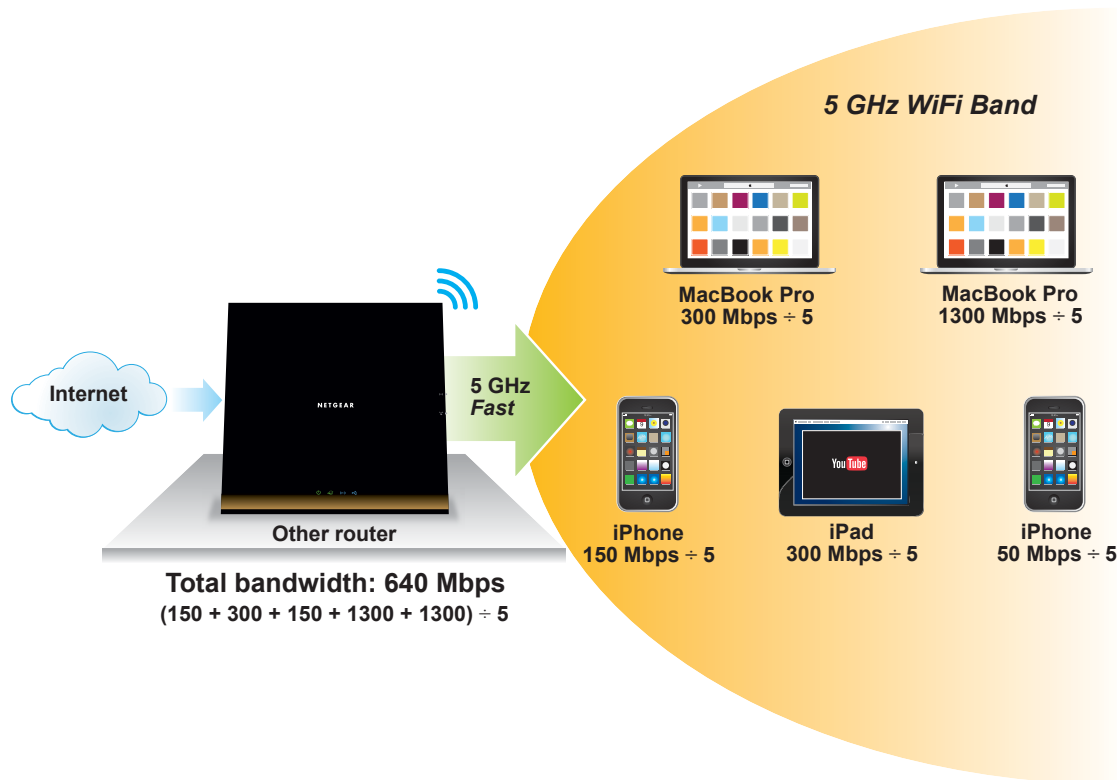 5 GHz WiFi Band
MacBook Pro
300 Mbps ÷ 5
MacBook Pro
1300 Mbps ÷ 5
Internet
NETGEAR
5 GHz
Fast
You Tube
iPhone
150 Mbps ÷ 5
iPad
300 Mbps ÷ 5
iPhone
50 Mbps ÷ 5
Other router
Total bandwidth: 640 Mbps
(150 + 300 + 150 + 1300 + 1300) ÷ 5